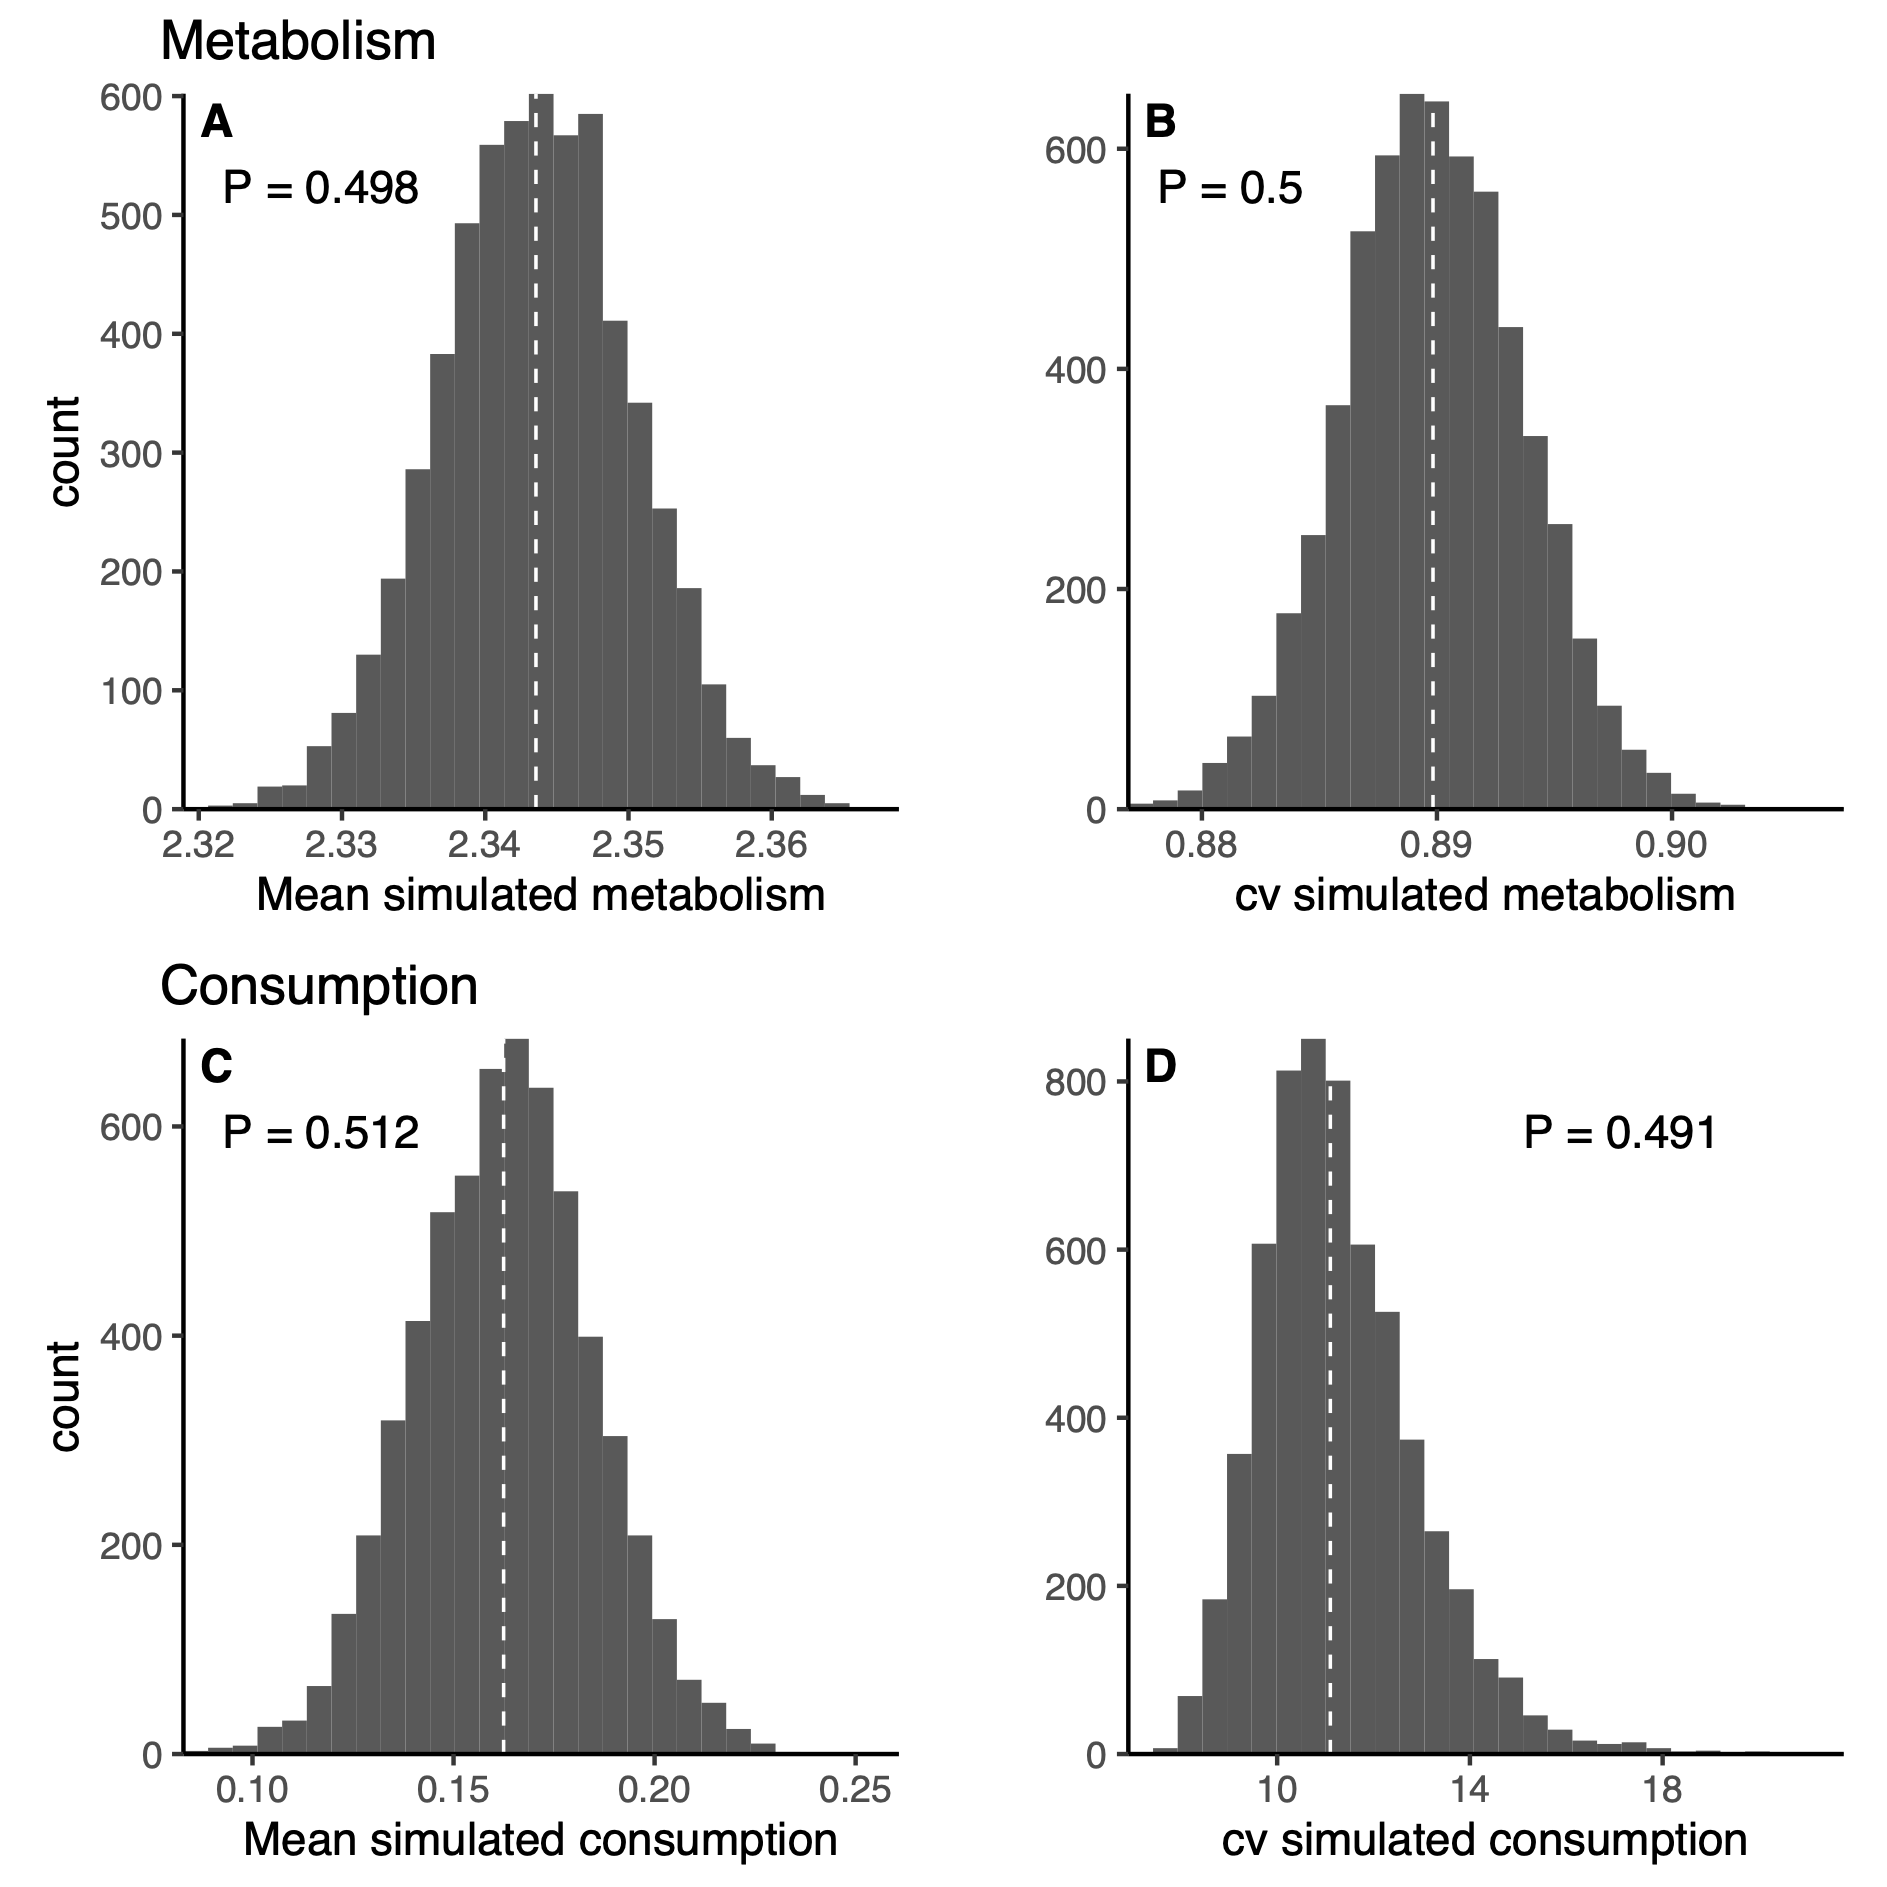 Metabolism
A
P = 0.498
600
500
400
300
200
100
0
count
2.32 2.33 2.34 2.35 2.36
Mean simulated metabolism
B
P = 0.5
600
400
200
0
0.88 0.89 0.90
cv simulated metabolism
Consumption
C
P = 0.512
600
400
200
0
count
0.10 0.15 0.20 0.25
Mean simulated consumption
D
P = 0.491
800
600
400
200
0
10 14 18
cv simulated consumption